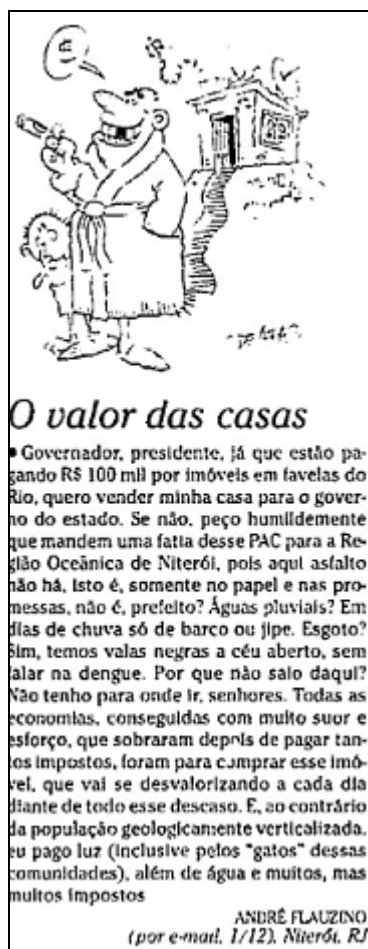 O valor das casas
● Governador, presidente, já que estão pa-
gando R$ 100 mil por imóveis em favelas do
Rio, quero vender minha casa para o gover-
no do estado. Se não, peço humildemente
que mandem uma fatia desse PAC para a Re-
gião Oceânica de Niterói, pois aqui asfalto
não há, isto é, somente no papel e nas pro-
messas, não é, prefeito? Águas pluviais? Em
dias de chuva só de barco ou jipe. Esgoto?
Sim, temos valas negras a céu aberto, sem
falar na dengue. Por que não saio daqui?
Não tenho para onde ir, senhores. Todas as
economias, conseguidas com muito suor e
esforço, que sobraram depois de pagar tan-
tos impostos, foram para comprar esse imó-
vel, que vai se desvalorizando a cada dia
diante de todo esse descaso. E, ao contrário
da população geologicamente verticalizada,
eu pago luz (inclusive pelos "gatos" dessas
comunidades), além de água e muitos, mas
muitos impostos
ANDRÉ FLAUZINO
(por e-mail, 1/12), Niterói, RJ